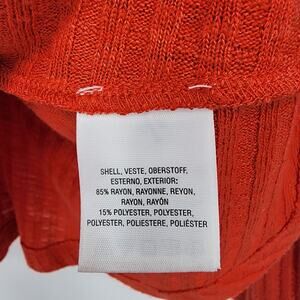 SHELL, VESTE, OBERSTOFF,
ESTERNO, EXTERIOR:
85% RAYON, RAYONNE, REYON,
RAYON, RAYÓN
15% POLYESTER, POLYESTER,
POLYESTER, POLIESTERE, POLIÉSTER